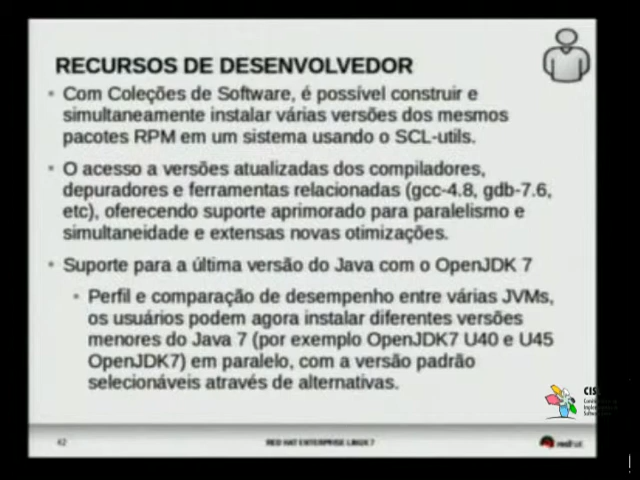 RECURSOS DE DESENVOLVEDOR
• Com Coleções de Software, é possível construir e
simultaneamente instalar várias versões dos mesmos
pacotes RPM em um sistema usando o SCL-utils.
• O acesso a versões atualizadas dos compiladores,
depuradores e ferramentas relacionadas (gcc-4.8, gdb-7.6,
etc), oferecendo suporte aprimorado para paralelismo e
simultaneidade e extensas novas otimizações.
• Suporte para a última versão do Java com o OpenJDK 7
• Perfil e comparação de desempenho entre várias JVMs,
os usuários podem agora instalar diferentes versões
menores do Java 7 (por exemplo OpenJDK7 U40 e U45
OpenJDK7) em paralelo, com a versão padrão
selecionáveis através de alternativas.
CIS
42
RED HAT ENTERPRISE LINUX 7
redhat